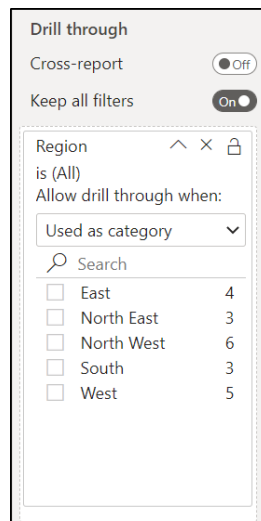 Drill through
Cross-report Off
Keep all filters On
Region
is (All)
Allow drill through when:
Used as category
Search
East 4
North East 3
North West 6
South 3
West 5